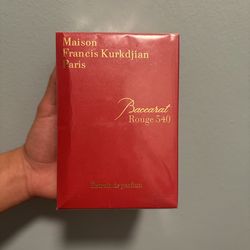 Maison
Francis Kurkdjian
Paris
Baccarat
Rouge 540
Extrait de parfum